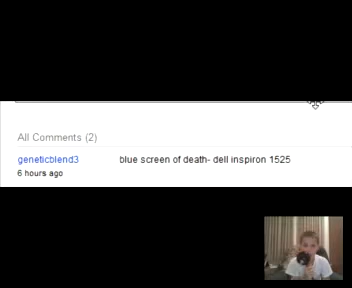 All Comments (2)
geneticblend3 blue screen of death- dell inspiron 1525
6 hours ago